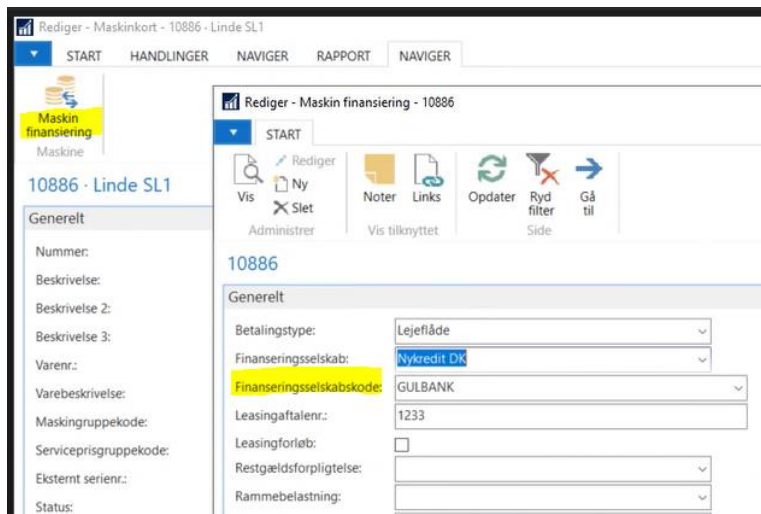 Rediger - Maskinkort - 10886 · Linde SL1
START HANDLINGER NAVIGER RAPPORT NAVIGER
Maskin
finansiering
Maskine
10886 · Linde SL1
Generelt
Nummer:
Beskrivelse:
Beskrivelse 2:
Beskrivelse 3:
Varenr.:
Varebeskrivelse:
Maskingruppekode:
Serviceprisgruppekode:
Eksternt serienr.:
Status:
Rediger - Maskin finansiering - 10886
START
Vis
Rediger
Ny
Slet
Administrer
Noter Links
Vis tilknyttet
Opdater Ryd filter Gå til
Side
10886
Generelt
Betalingstype: Lejeflåde
Finanseringsselskab: Nykredit DK
Finanseringsselskabskode: GULBANK
Leasingaftalenr.: 1233
Leasingforløb:
Restgældsforpligtelse:
Rammebelastning: